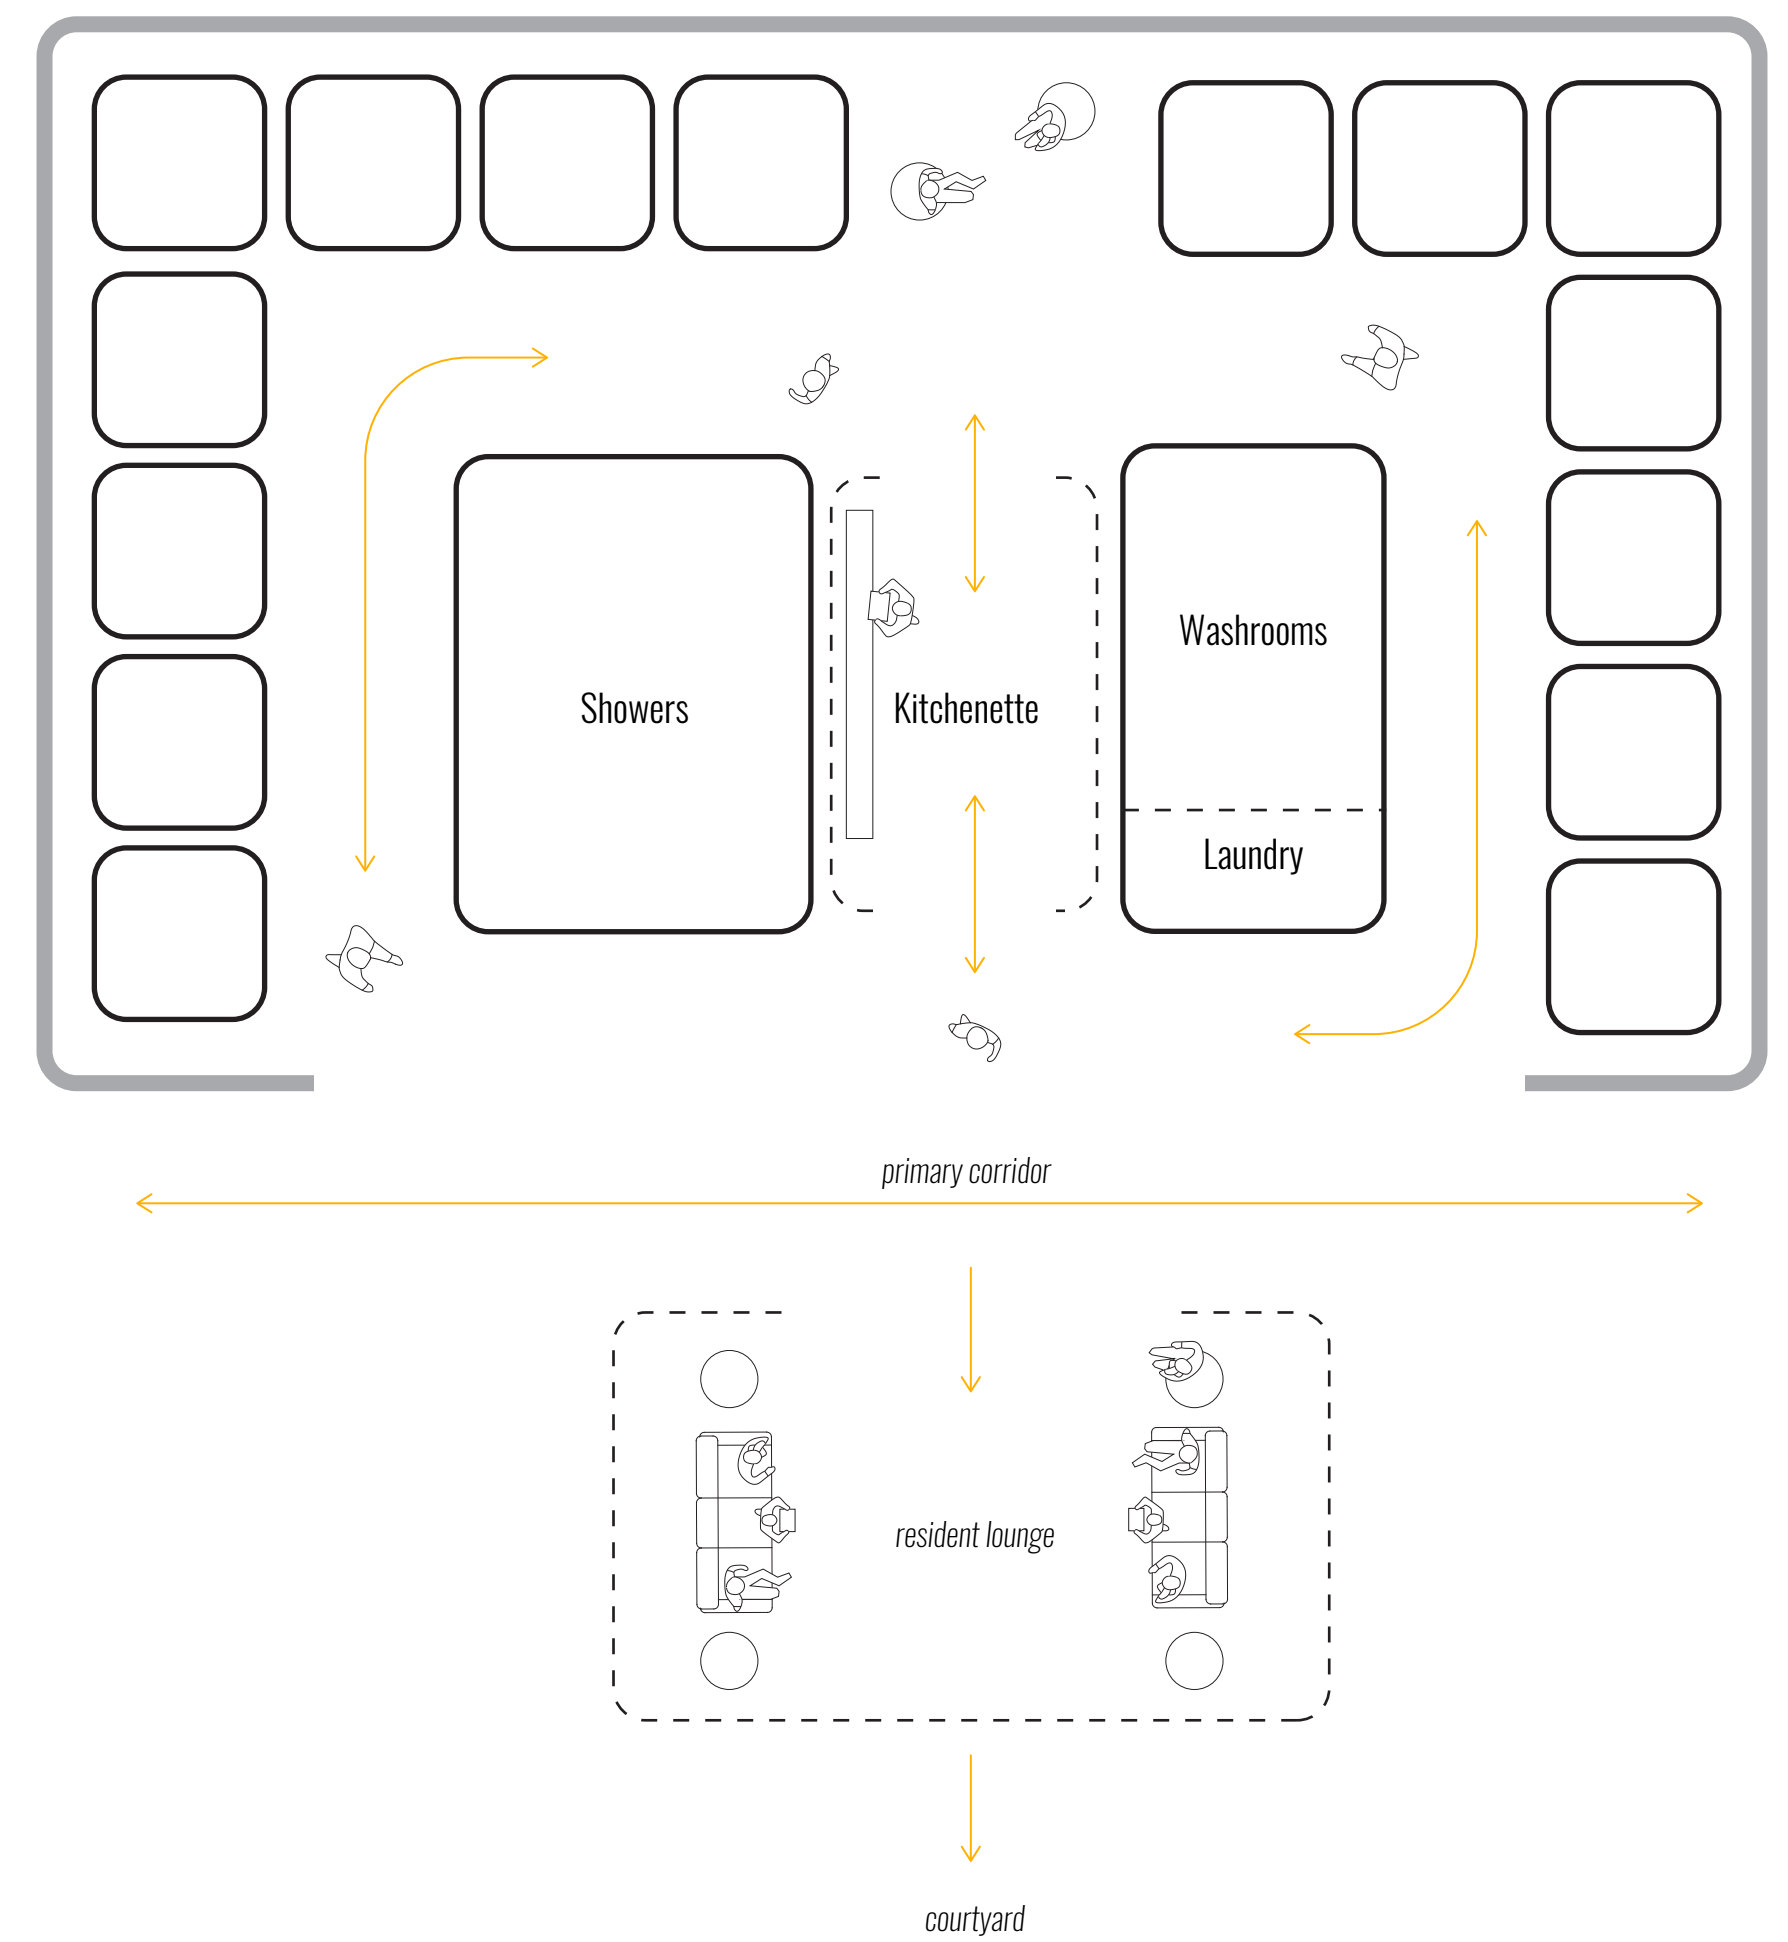 Washrooms
Showers
Kitchenette
Laundry
primary corridor
resident lounge
courtyard